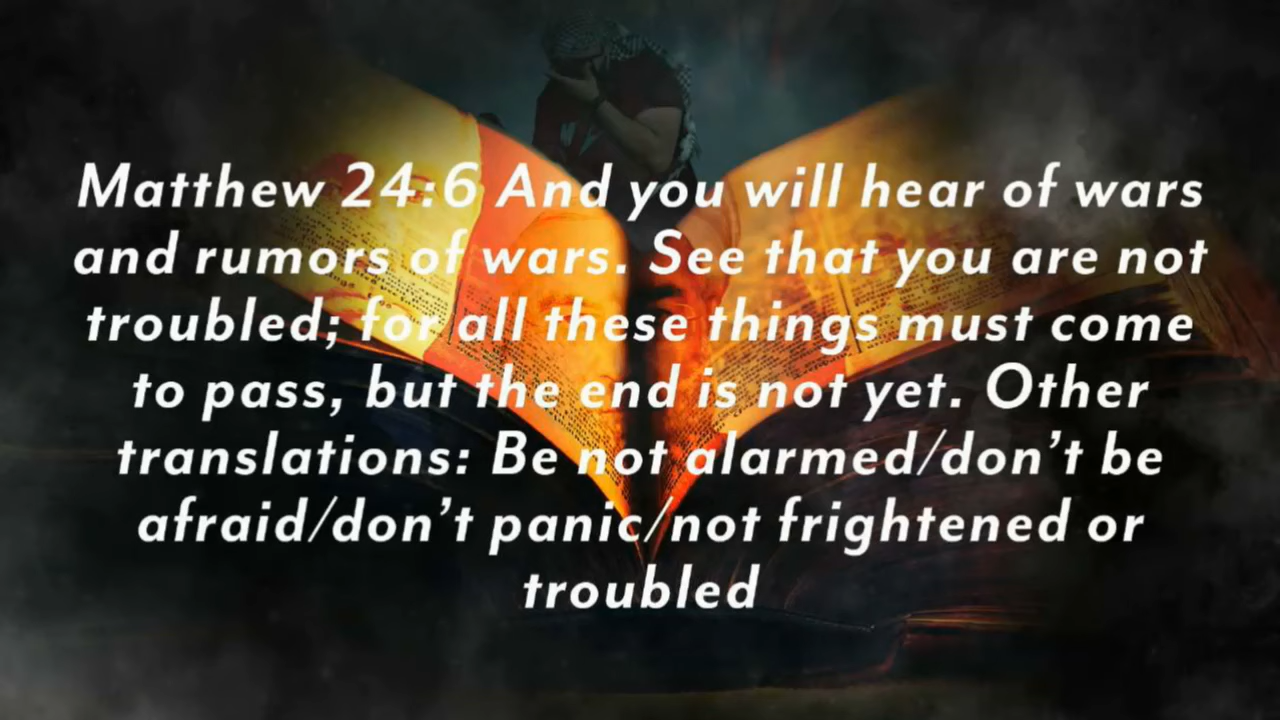 Matthew 24:6 And you will hear of wars
and rumors of wars. See that you are not
troubled; for all these things must come
to pass, but the end is not yet. Other
translations: Be not alarmed/don’t be
afraid/don’t panic/not frightened or
troubled